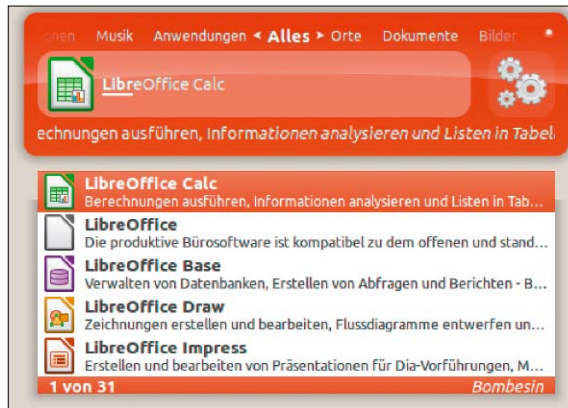 onen Musik Anwendungen < Alles > Orte Dokumente Bilder
LibreOffice Calc
echnungen ausführen, Informationen analysieren und Listen in Tabel
LibreOffice Calc
Berechnungen ausführen, Informationen analysieren und Listen in Tab...
LibreOffice
Die produktive Bürosoftware ist kompatibel zu dem offenen und stand...
LibreOffice Base
Verwalten von Datenbanken, Erstellen von Abfragen und Berichten - B...
LibreOffice Draw
Zeichnungen erstellen und bearbeiten, Flussdiagramme entwerfen un...
LibreOffice Impress
Erstellen und bearbeiten von Präsentationen für Dia-Vorführungen, M...
1 von 31 Bombesin